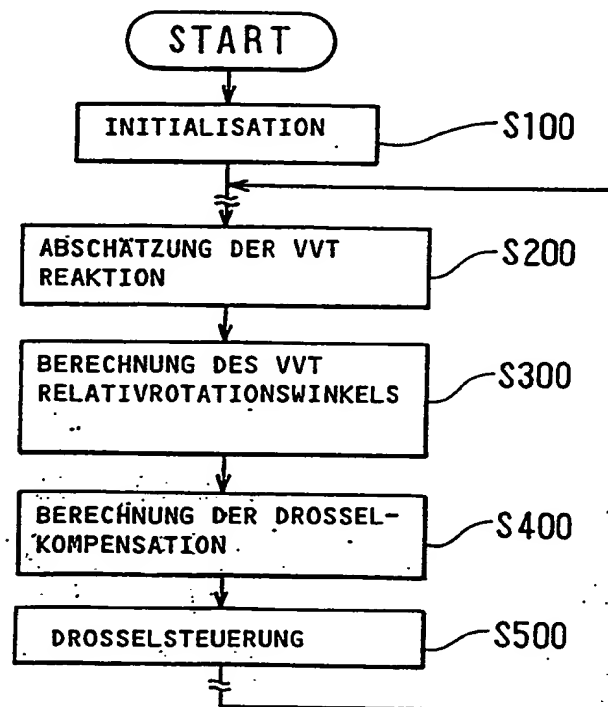 START
INITIALISATION
S100
ABSCHÄTZUNG DER VVT
REAKTION
S200
BERECHNUNG DES VVT
RELATIVROTATIONSWINKELS
S300
BERECHNUNG DER DROSSEL-
KOMPENSATION
S400
DROSSELSTEUERUNG
S500